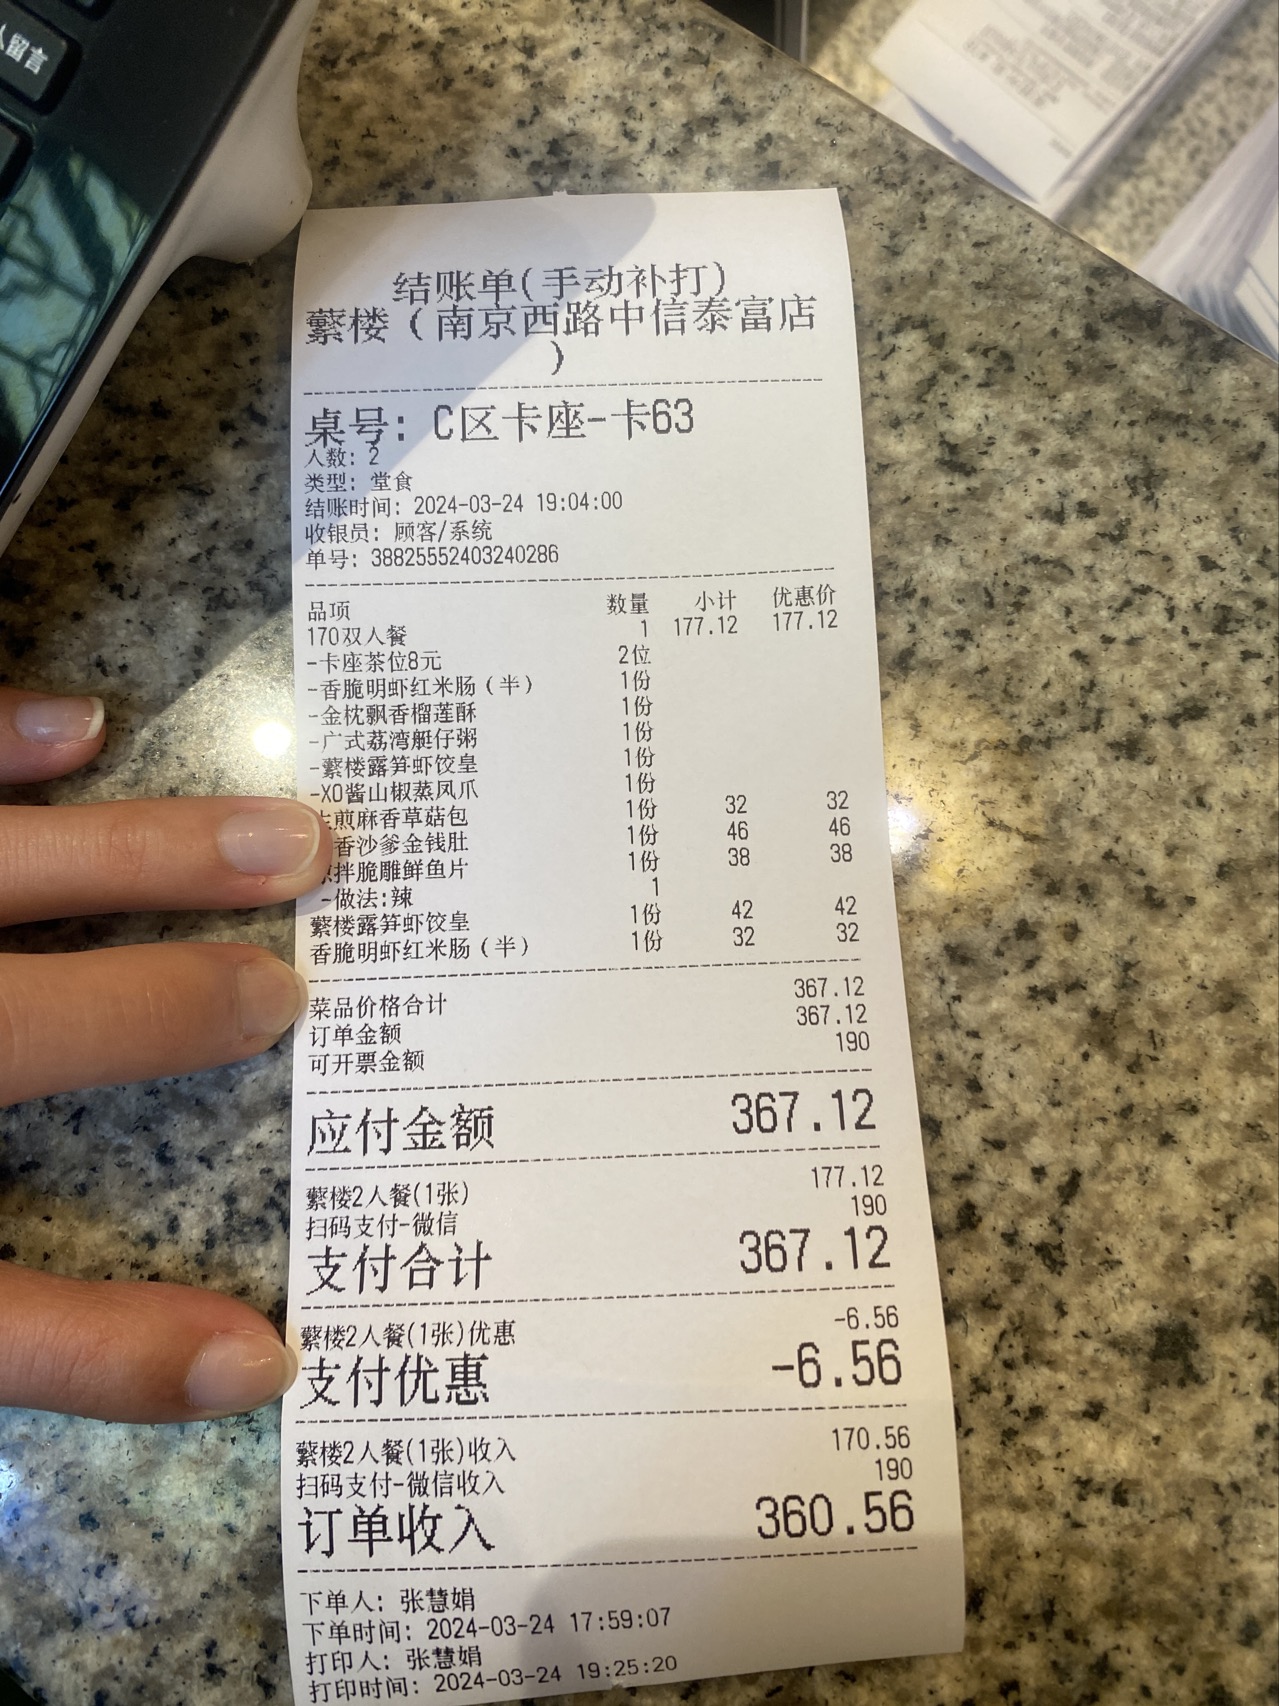 留言
结账单(手动补打)
蘩楼(南京西路中信泰富店
)
桌号: C区卡座-卡63
人数: 2
类型: 堂食
结账时间: 2024-03-24 19:04:00
收银员: 顾客/系统
单号: 38825552403240286
品项 数量 小计 优惠价
170双人餐 1 177.12 177.12
-卡座茶位8元 2位
-香脆明虾红米肠(半) 1份
-金枕飘香榴莲酥 1份
-广式荔湾艇仔粥 1份
-蘩楼露笋虾饺皇 1份
-XO酱山椒蒸凤爪 1份
煎麻香草菇包 1份 32 32
香沙爹金钱肚 1份 46 46
拌脆雕鲜鱼片 1份 38 38
-做法:辣 1
蘩楼露笋虾饺皇 1份 42 42
香脆明虾红米肠(半) 1份 32 32
菜品价格合计 367.12
订单金额 367.12
可开票金额 190
应付金额 367.12
蘩楼2人餐(1张) 177.12
扫码支付-微信 190
支付合计 367.12
蘩楼2人餐(1张)优惠 -6.56
支付优惠 -6.56
蘩楼2人餐(1张)收入 170.56
扫码支付-微信收入 190
订单收入 360.56
下单人: 张慧娟
下单时间: 2024-03-24 17:59:07
打印人: 张慧娟
打印时间: 2024-03-24 19:25:20